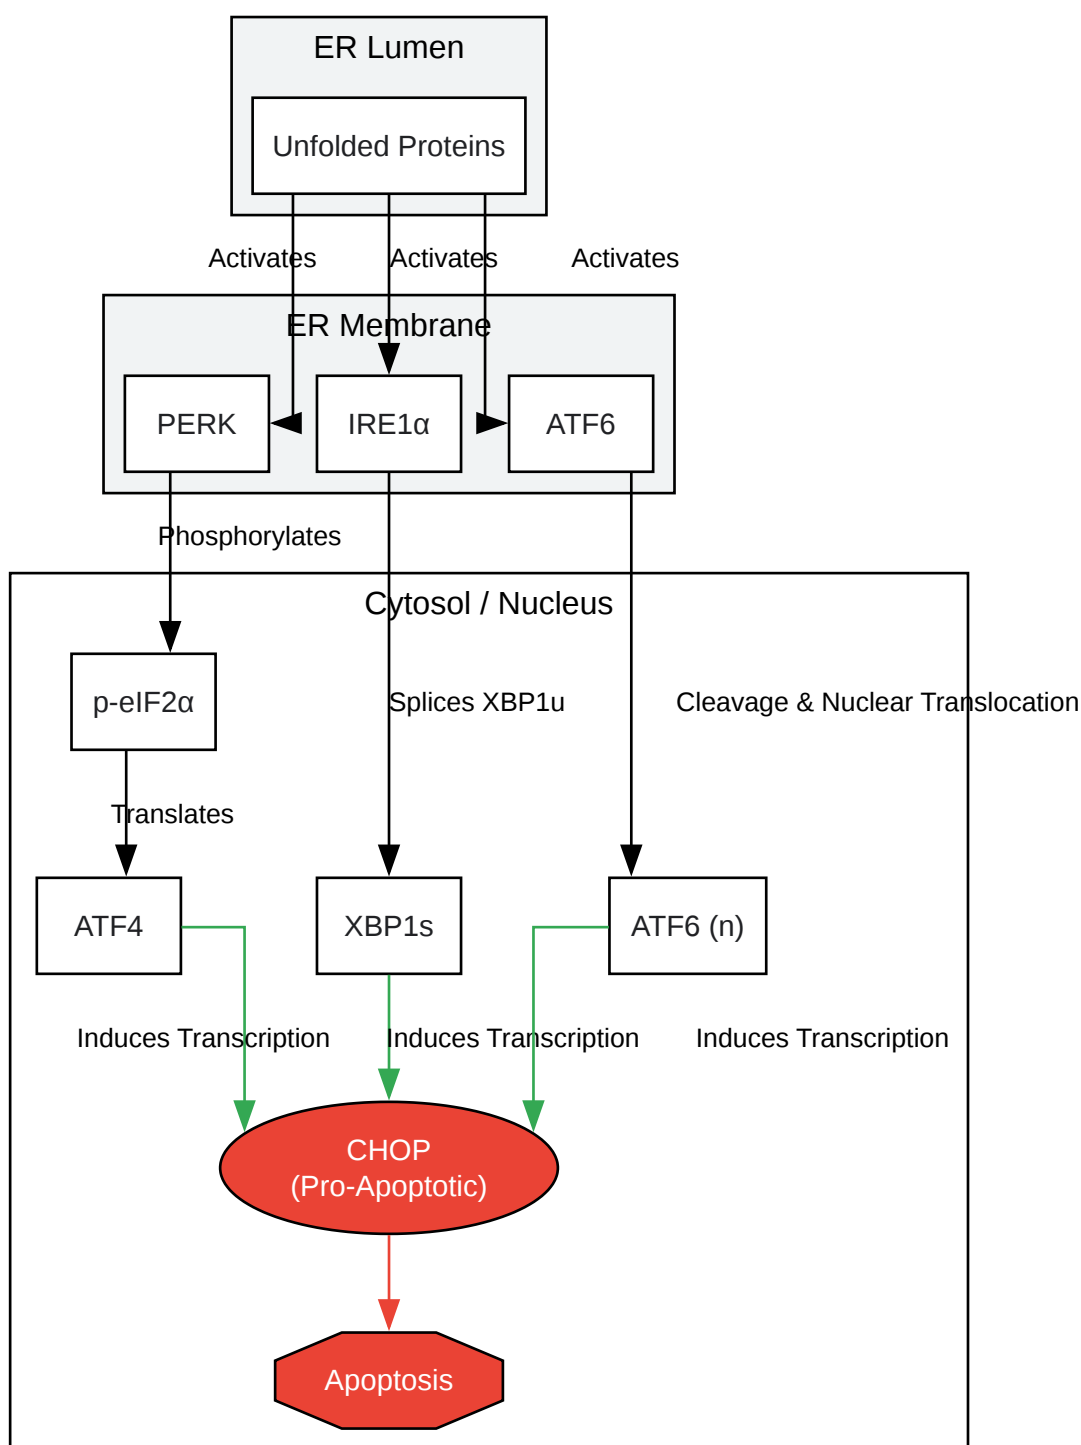 ER Lumen
Unfolded Proteins
Activates
Activates
Activates
ER Membrane
PERK
IRE1α
ATF6
Phosphorylates
Cytosol / Nucleus
p-eIF2α
Splices XBP1u
Cleavage & Nuclear Translocation
Translates
ATF4
XBP1s
ATF6 (n)
Induces Transcription
Induces Transcription
Induces Transcription
CHOP
(Pro-Apoptotic)
Apoptosis